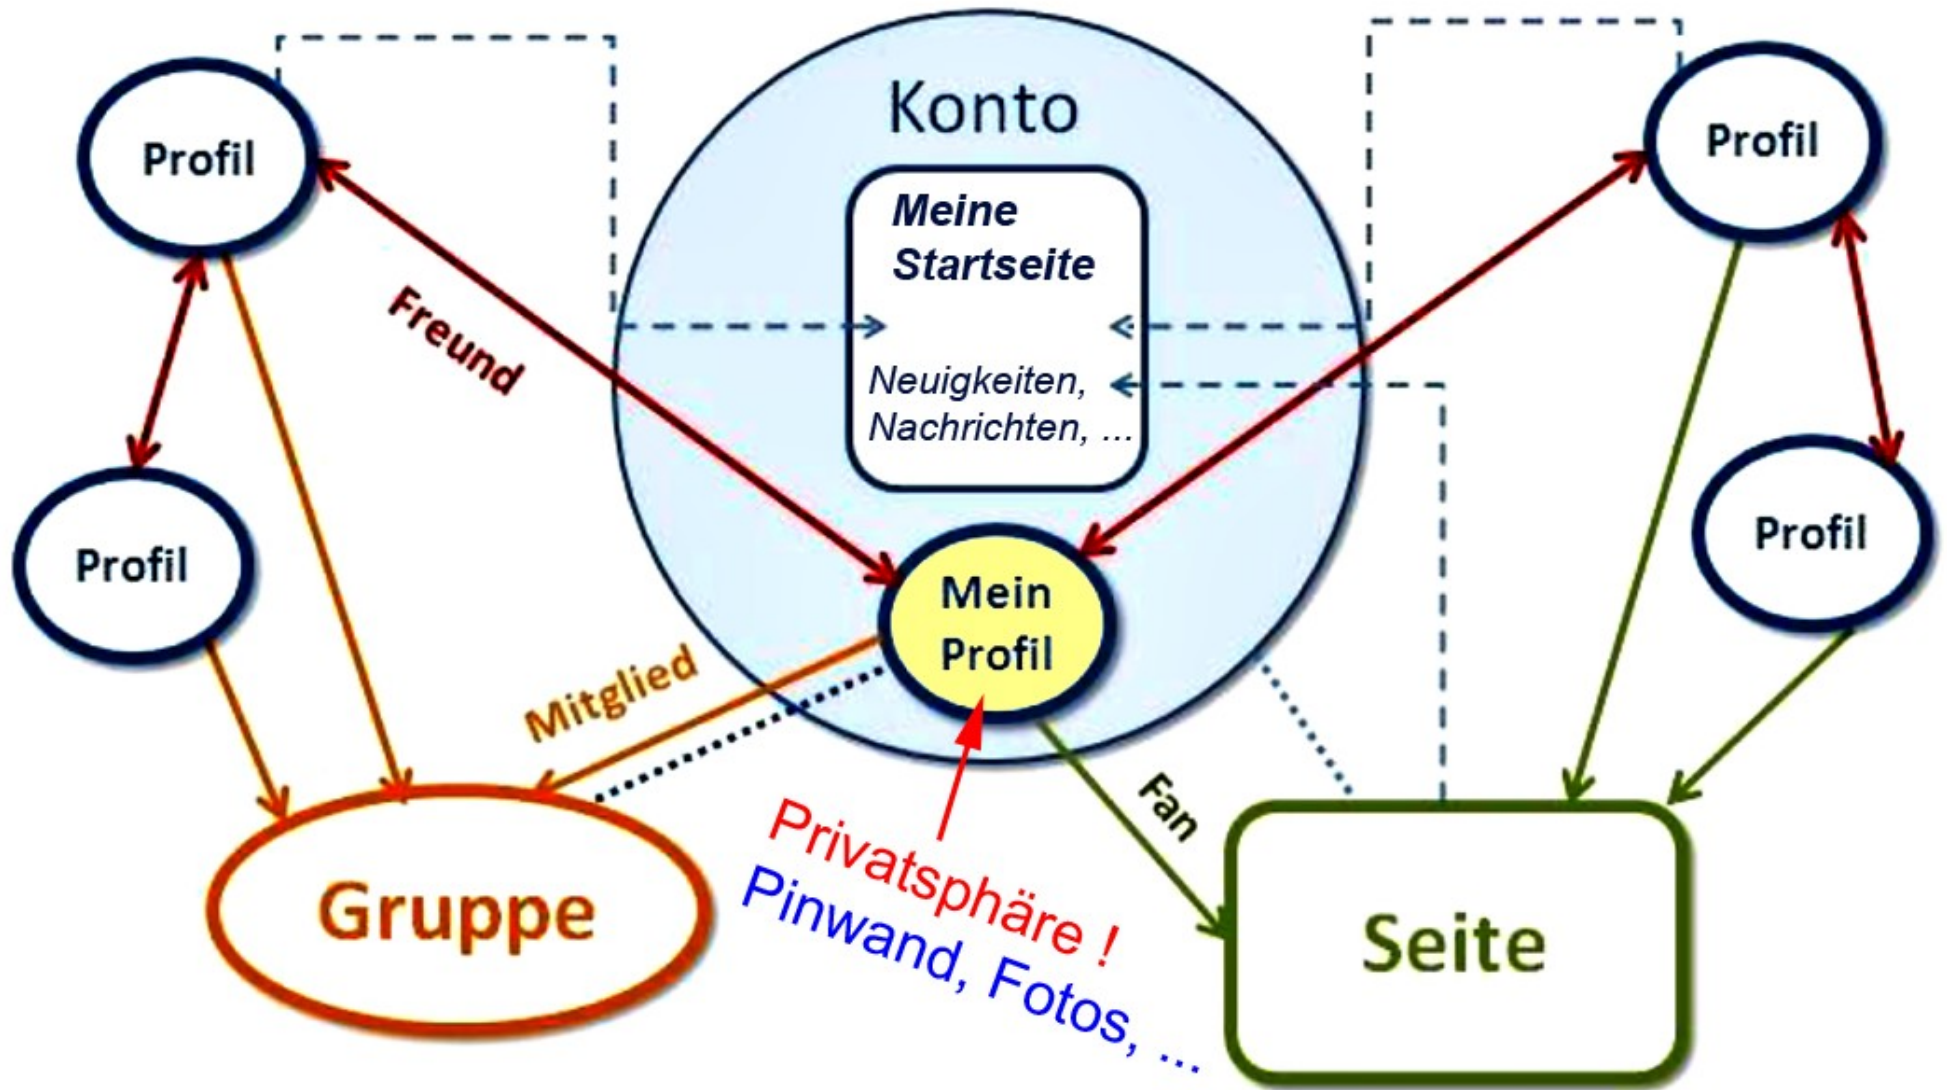 Konto
Profil
Profil
Meine
Startseite
Freund
Neuigkeiten,
Nachrichten, ...
Profil
Profil
Mein
Profil
Mitglied
Fan
Privatsphäre !
Pinwand, Fotos, ...
Gruppe
Seite